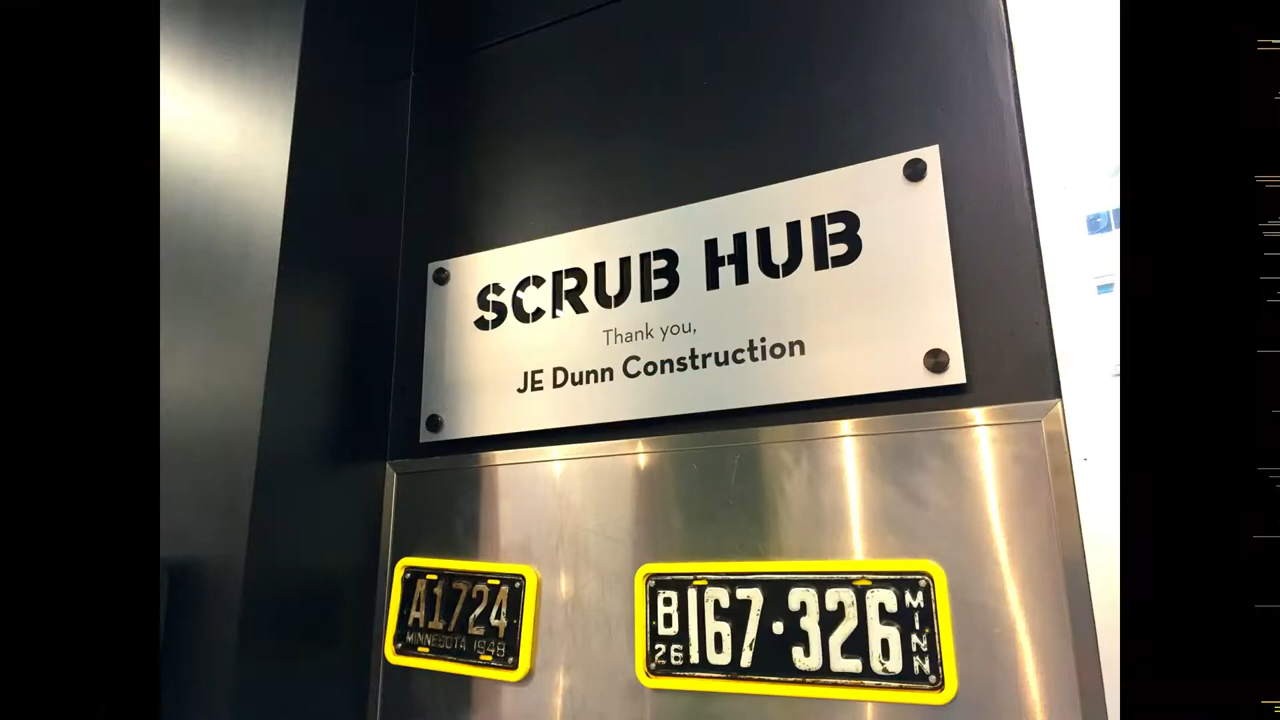 SCRUB HUB
Thank you,
JE Dunn Construction
A1724
MINNESOTA 1948
B 167·326 MINN
26